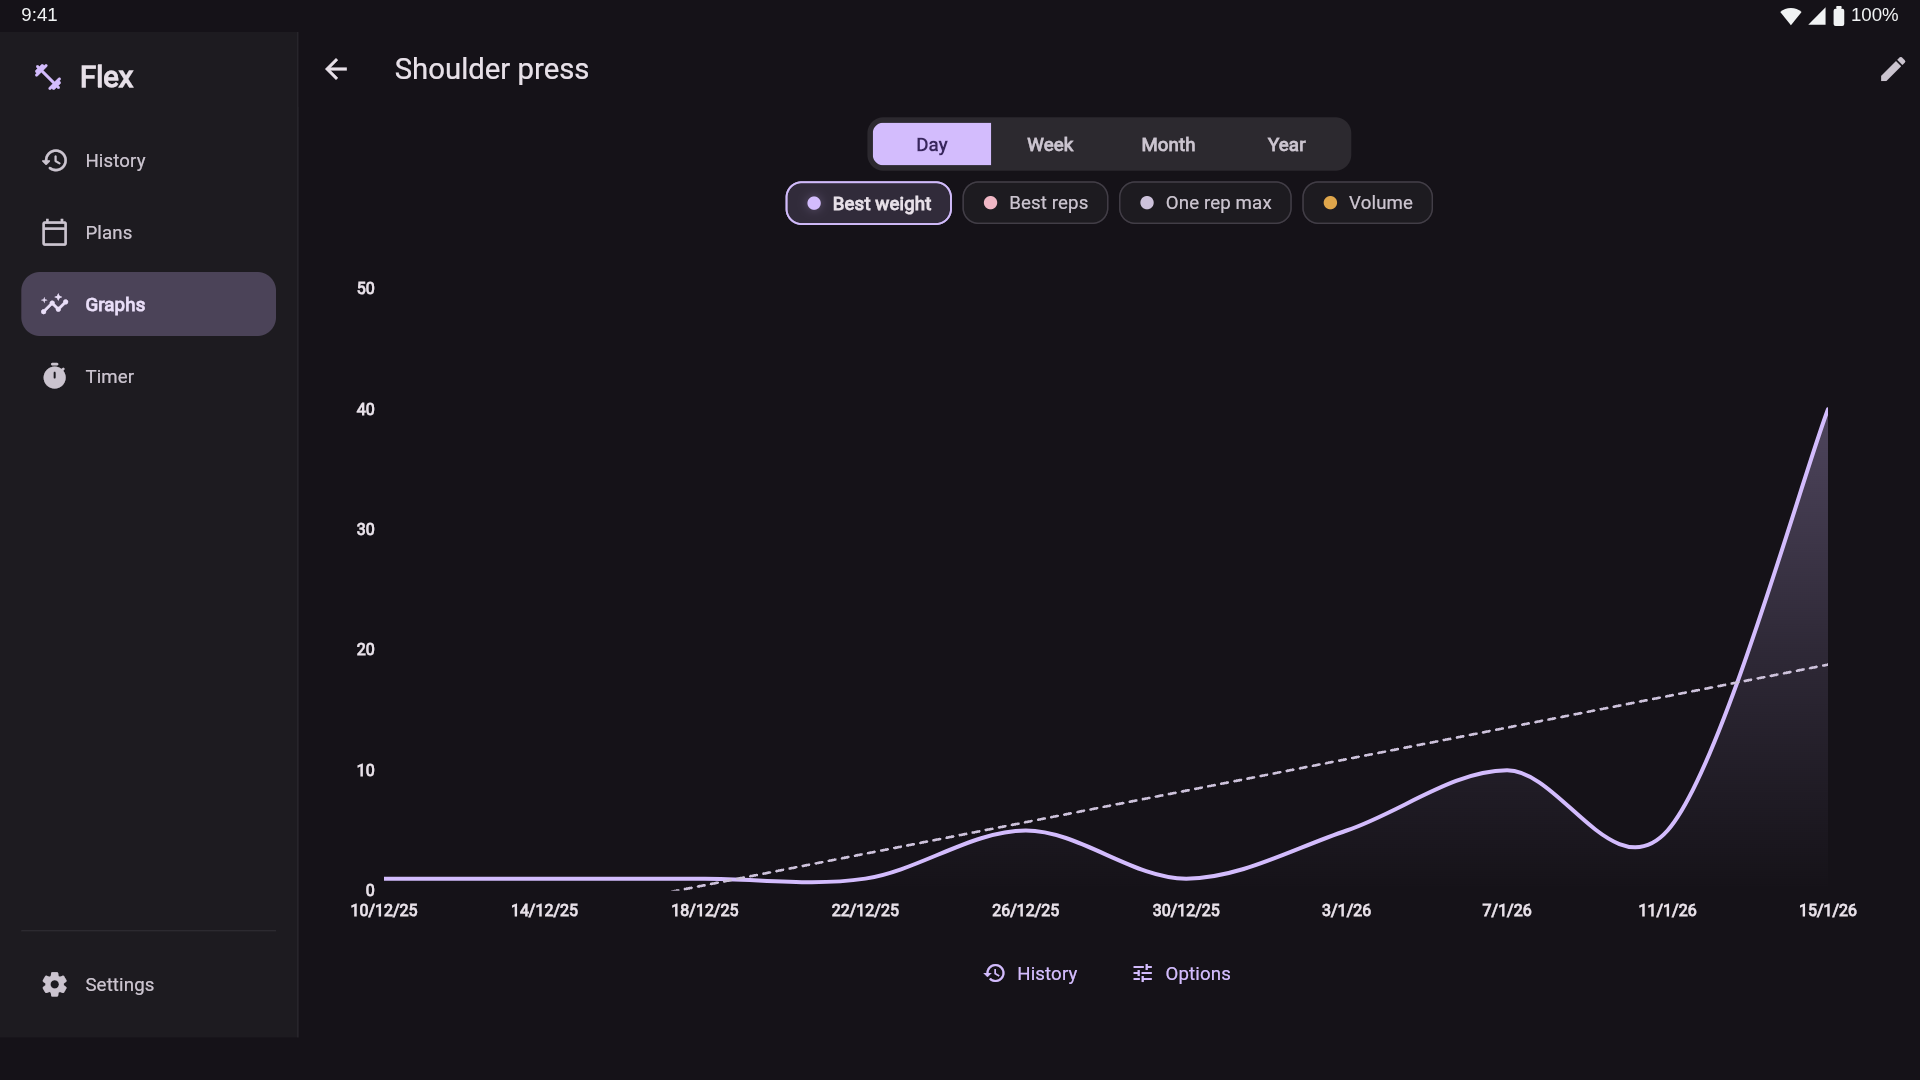 9:41
100%
Flex
Shoulder press
History
Plans
Graphs
Timer
Settings
Day Week Month Year
Best weight Best reps One rep max Volume
50
40
30
20
10
0
10/12/25 14/12/25 18/12/25 22/12/25 26/12/25 30/12/25 3/1/26 7/1/26 11/1/26 15/1/26
History Options